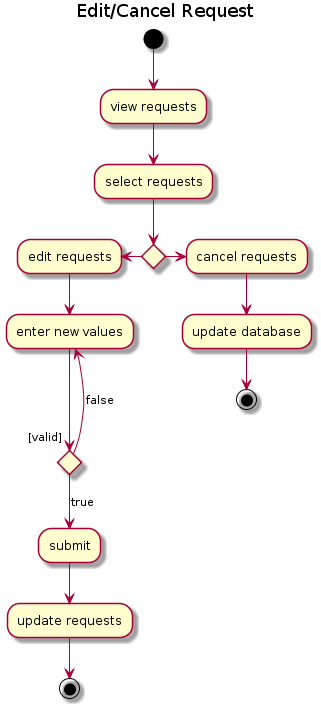 Edit/Cancel Request
view requests
select requests
edit requests
cancel requests
enter new values
update database
false
[valid]
true
submit
update requests